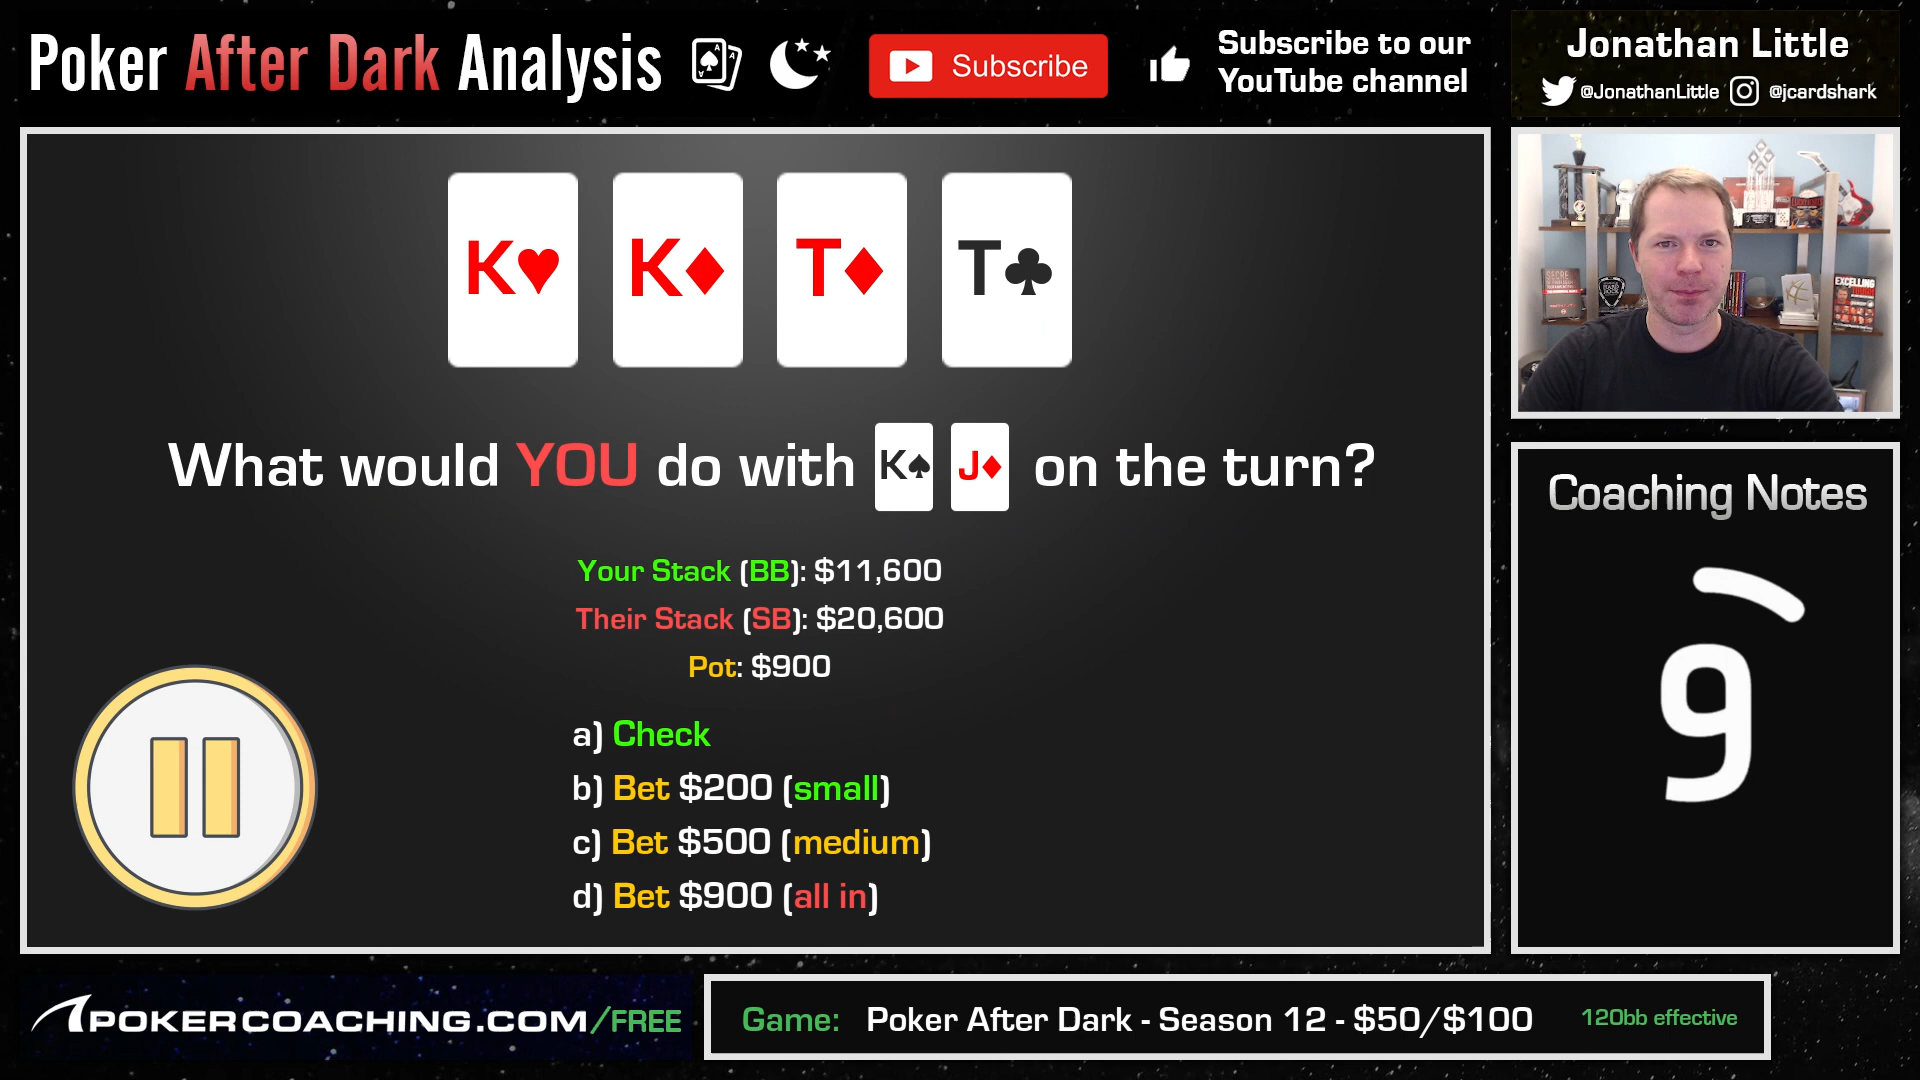 Poker After Dark Analysis
Subscribe
Subscribe to our
YouTube channel
Jonathan Little
@JonathanLittle @jcardshark
K♥ K♦ T♦ T♣
What would YOU do with K♠ J♦ on the turn?
Your Stack (BB): $11,600
Their Stack (SB): $20,600
Pot: $900
a) Check
b) Bet $200 (small)
c) Bet $500 (medium)
d) Bet $900 (all in)
EXCELLING
Coaching Notes
9
POKERCOACHING.COM/FREE
Game: Poker After Dark - Season 12 - $50/$100 120bb effective